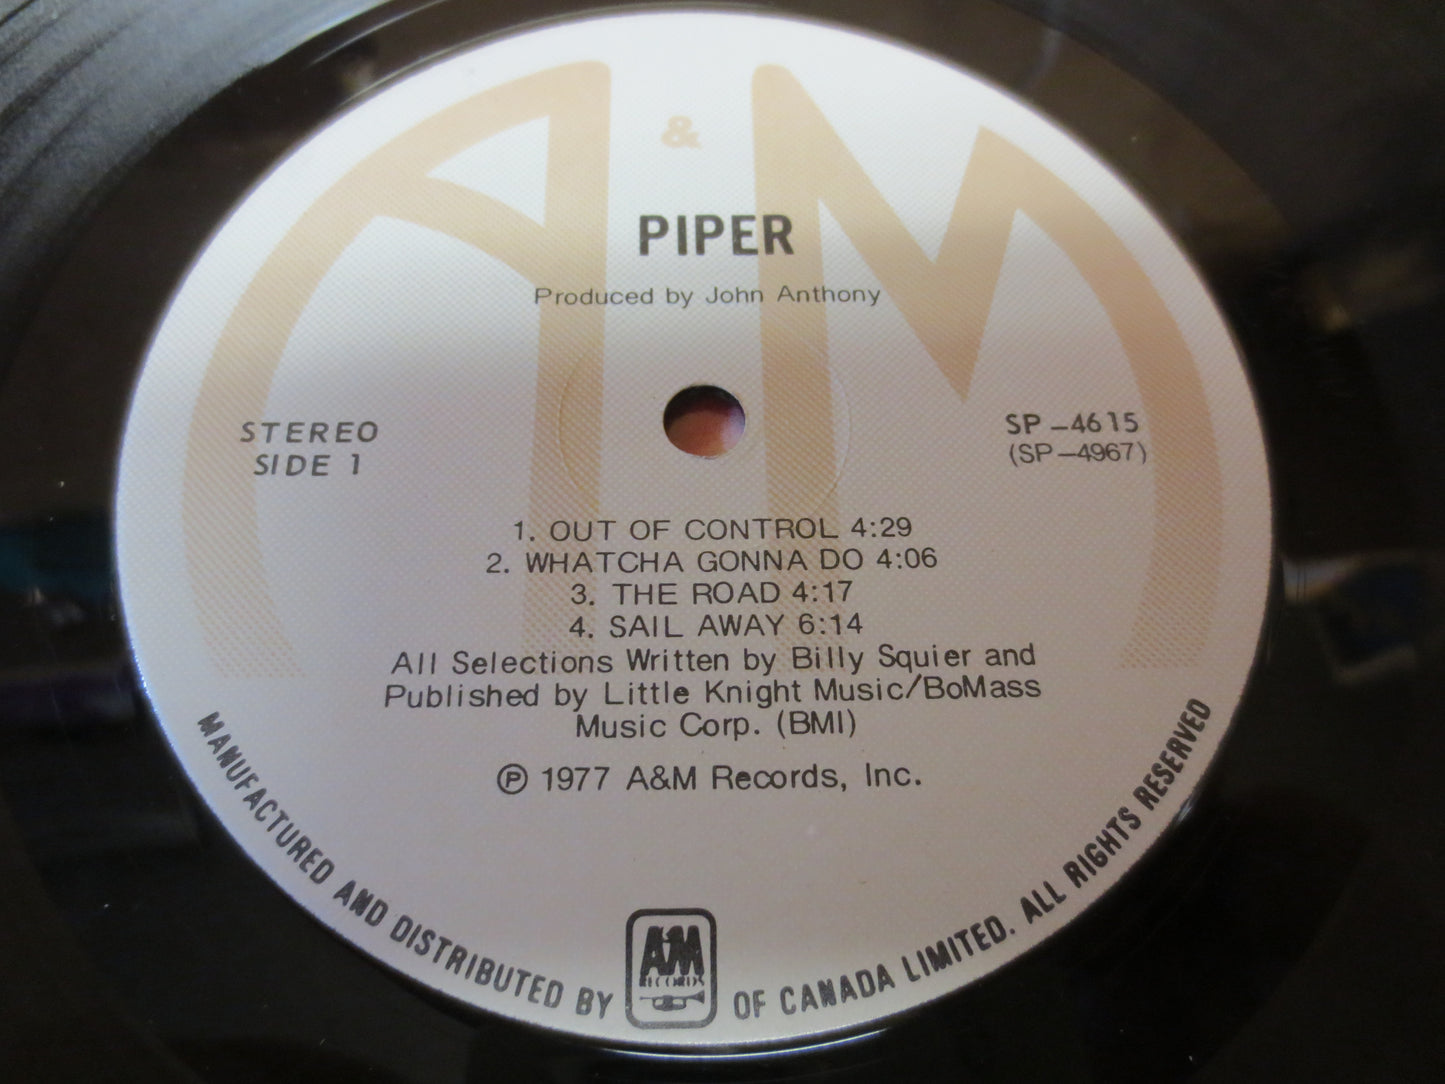 A & M
PIPER
Produced by John Anthony
STEREO
SIDE 1
SP-4615
(SP-4967)
1. OUT OF CONTROL 4:29
2. WHATCHA GONNA DO 4:06
3. THE ROAD 4:17
4. SAIL AWAY 6:14
All Selections Written by Billy Squier and
Published by Little Knight Music/BoMass
Music Corp. (BMI)
℗ 1977 A&M Records, Inc.
MANUFACTURED AND DISTRIBUTED BY A&M RECORDS OF CANADA LIMITED. ALL RIGHTS RESERVED